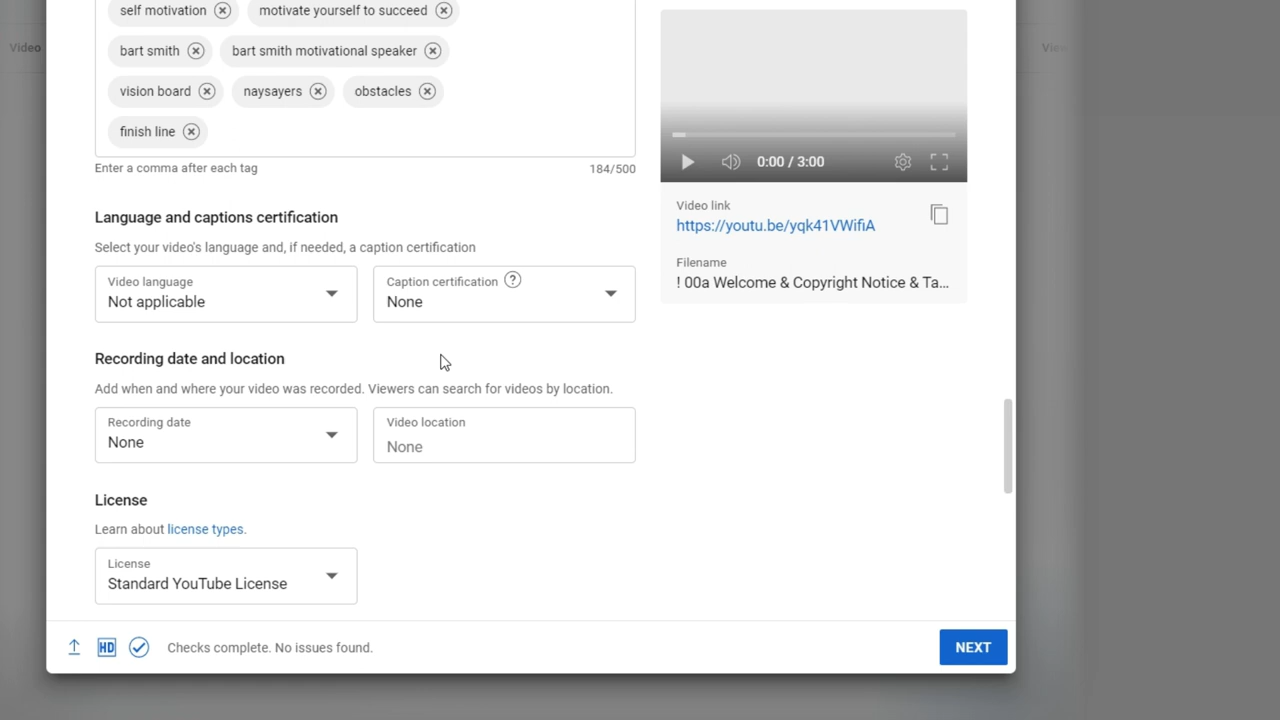 self motivation
motivate yourself to succeed
Video
View
bart smith
bart smith motivational speaker
vision board
naysayers
obstacles
finish line
Enter a comma after each tag
184/500
0:00 / 3:00
Video link
https://youtu.be/yqk41VWifiA
Filename
! 00a Welcome & Copyright Notice & Ta...
Language and captions certification
Select your video's language and, if needed, a caption certification
Video language
Not applicable
Caption certification ?
None
Recording date and location
Add when and where your video was recorded. Viewers can search for videos by location.
Recording date
None
Video location
None
License
Learn about license types.
License
Standard YouTube License
HD
Checks complete. No issues found.
NEXT